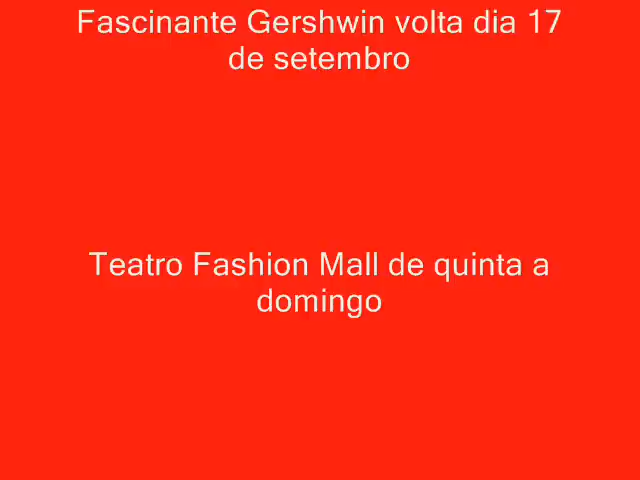 Fascinante Gershwin volta dia 17
de setembro
Teatro Fashion Mall de quinta a
domingo